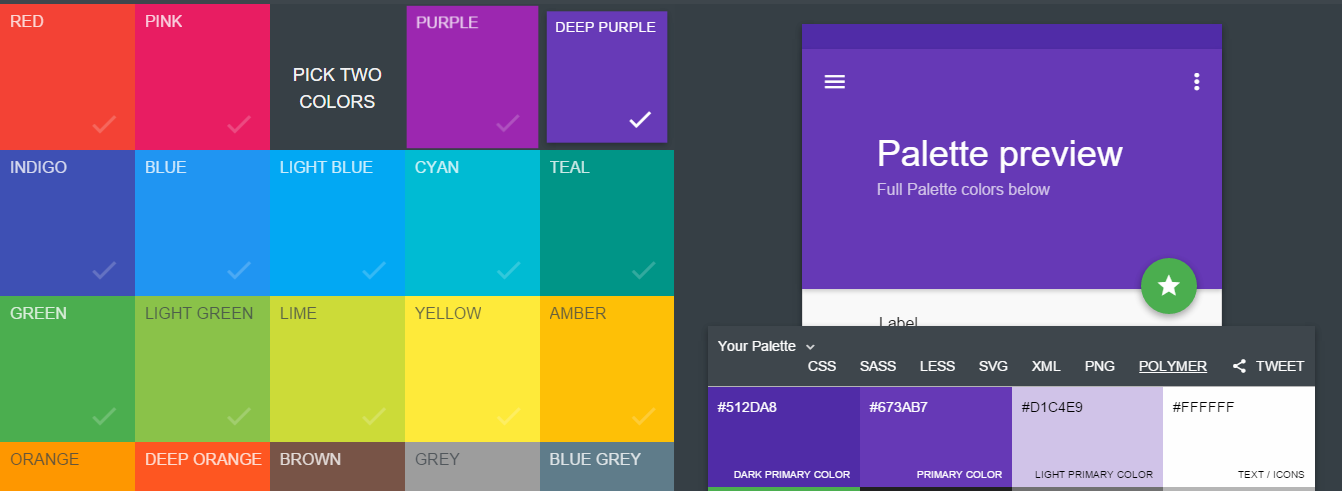 RED
PINK
PICK TWO
COLORS
PURPLE
DEEP PURPLE
INDIGO
BLUE
LIGHT BLUE
CYAN
TEAL
GREEN
LIGHT GREEN
LIME
YELLOW
AMBER
ORANGE
DEEP ORANGE
BROWN
GREY
BLUE GREY
Palette preview
Full Palette colors below
Label
Your Palette
CSS SASS LESS SVG XML PNG POLYMER TWEET
#512DA8
DARK PRIMARY COLOR
#673AB7
PRIMARY COLOR
#D1C4E9
LIGHT PRIMARY COLOR
#FFFFFF
TEXT / ICONS